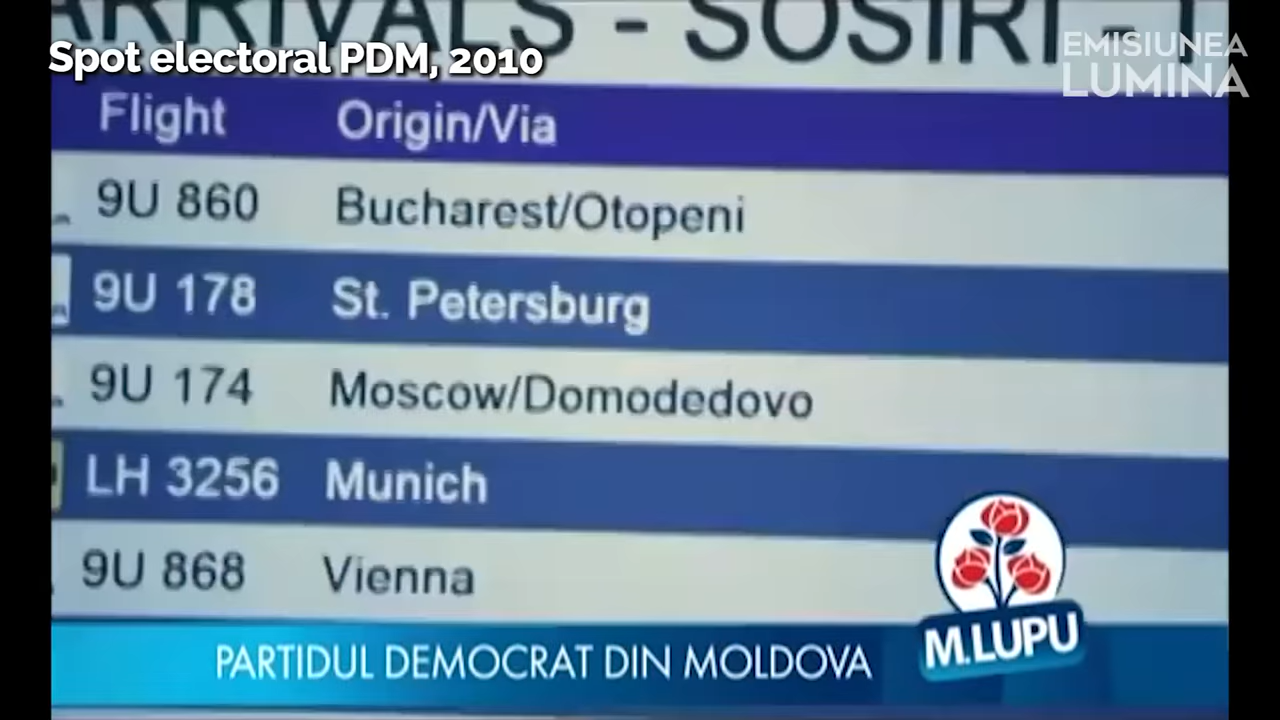 ARRIVALS - SOSIRI -
Spot electoral PDM, 2010
EMISIUNEA
LUMINA
Flight Origin/Via
9U 860 Bucharest/Otopeni
9U 178 St. Petersburg
9U 174 Moscow/Domodedovo
LH 3256 Munich
9U 868 Vienna
PARTIDUL DEMOCRAT DIN MOLDOVA
M.LUPU